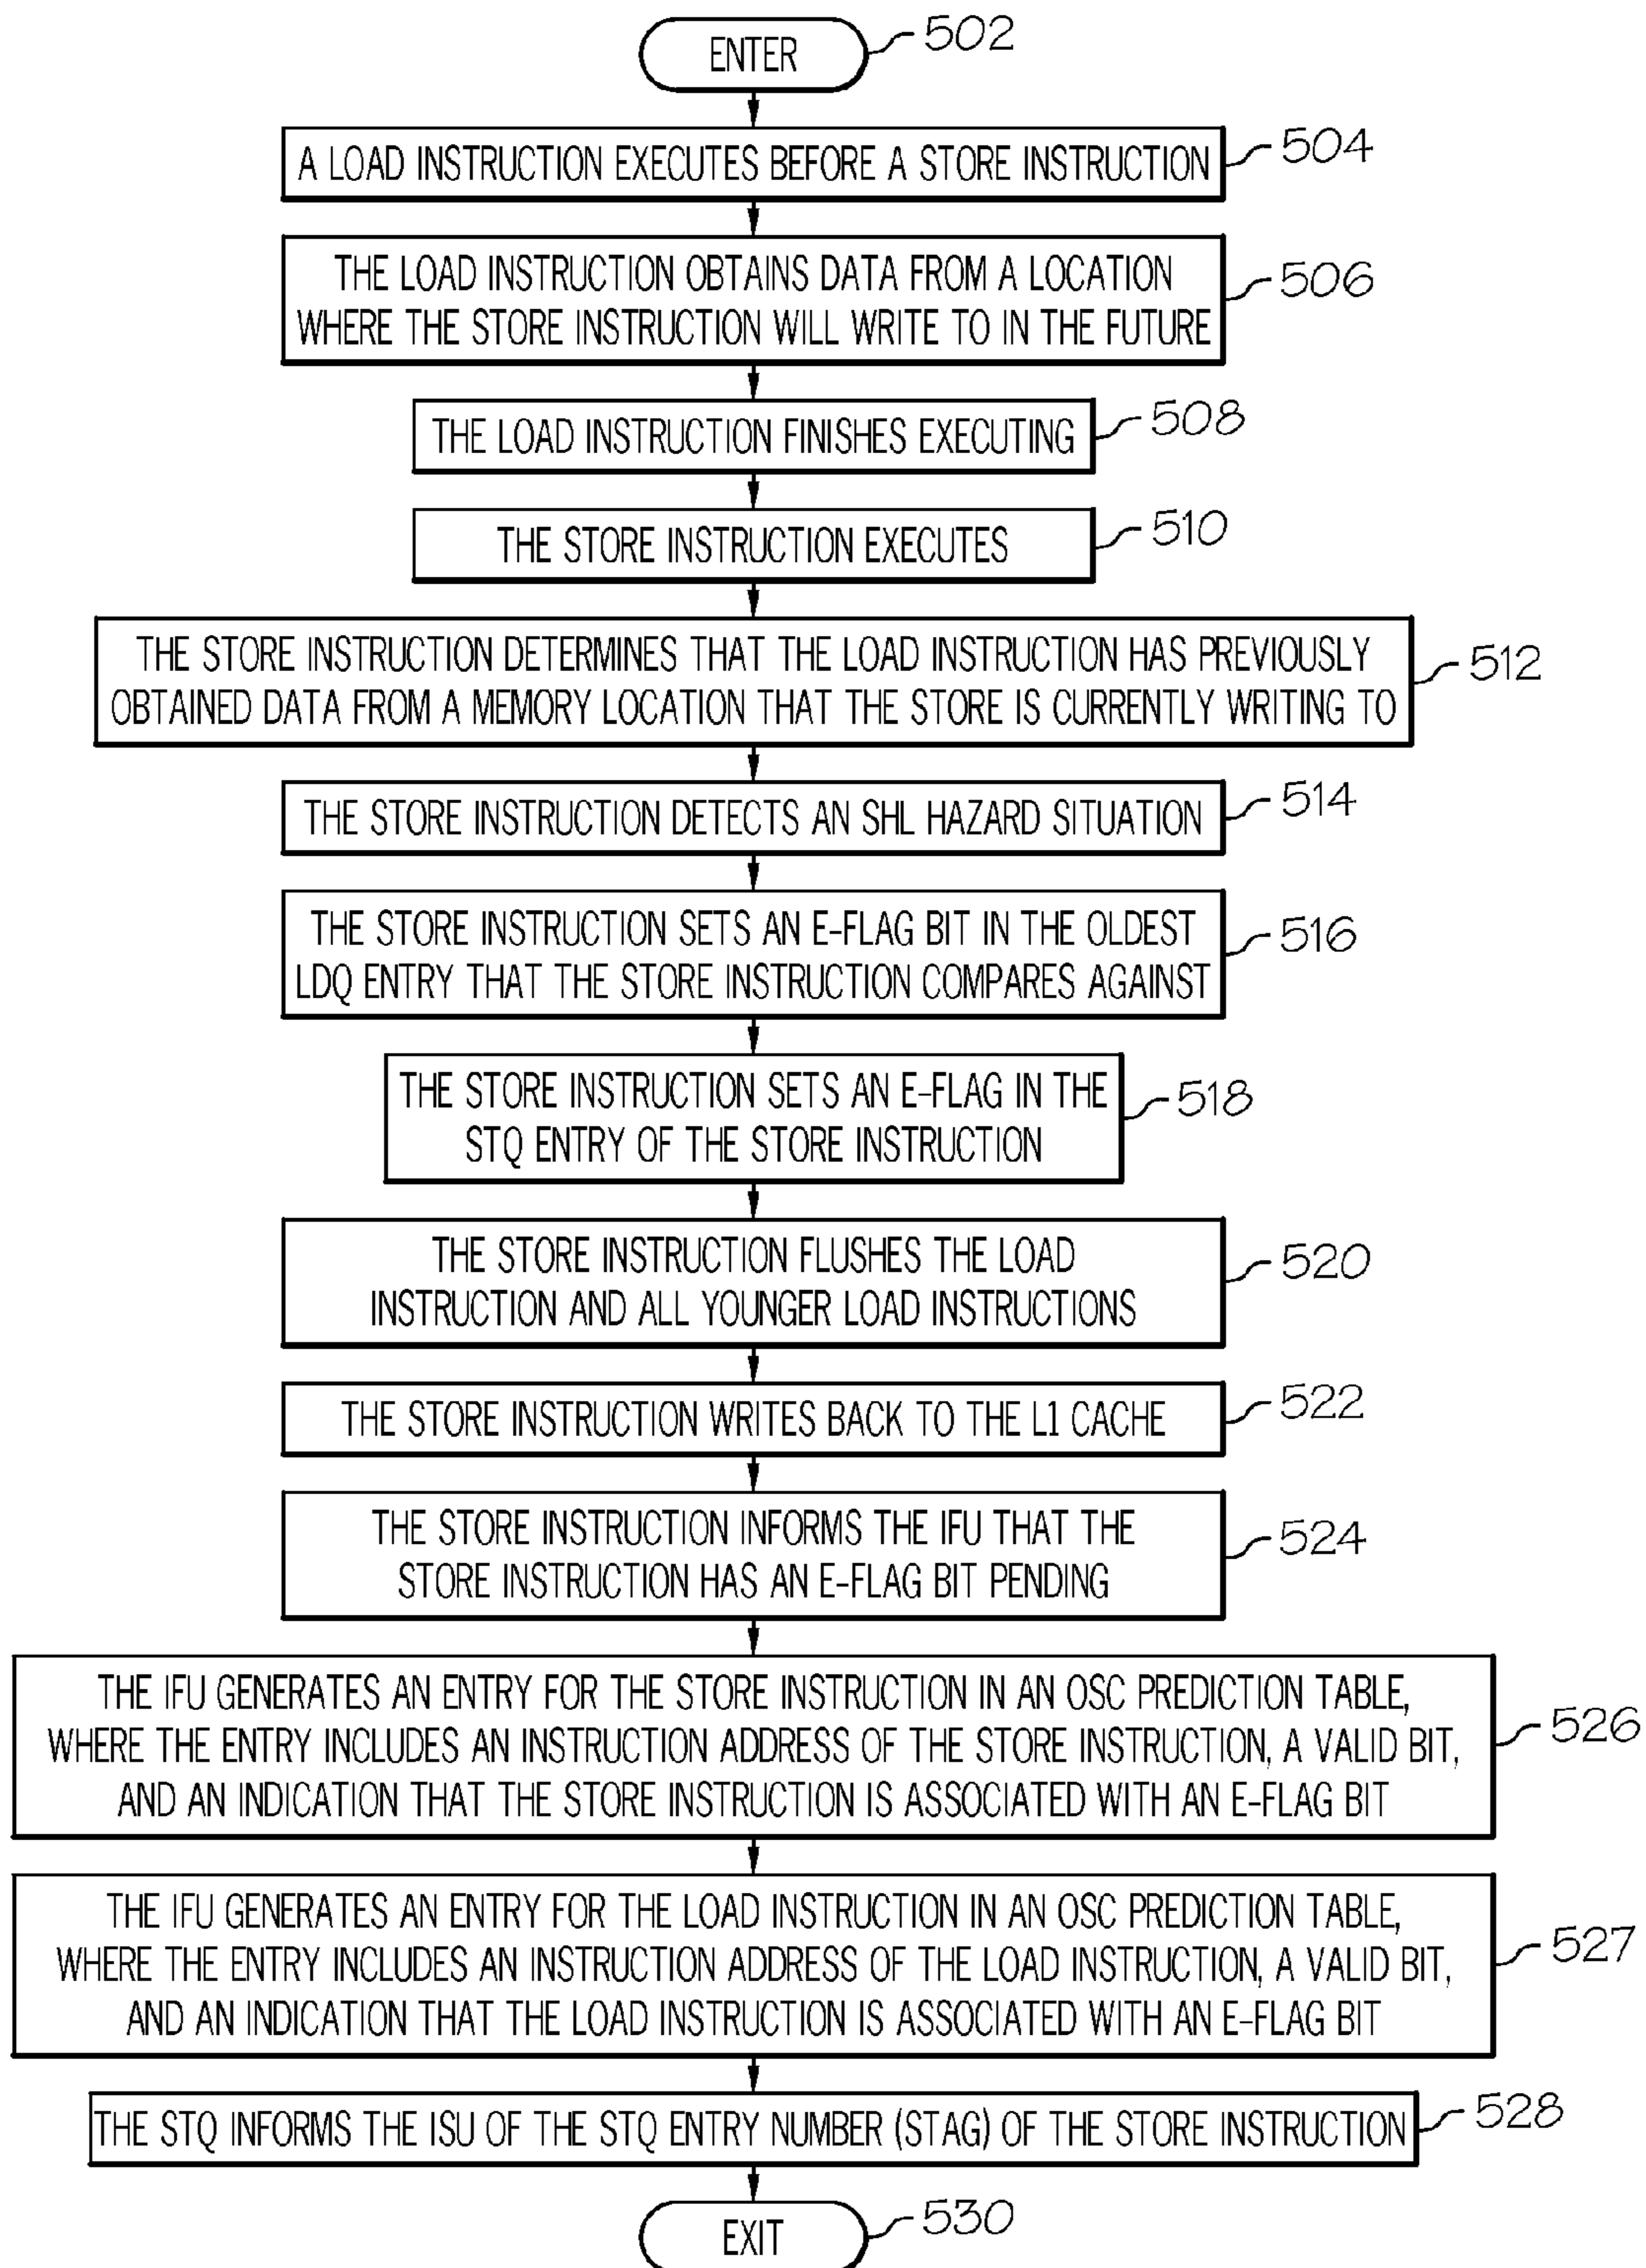 ENTER
502
A LOAD INSTRUCTION EXECUTES BEFORE A STORE INSTRUCTION
504
THE LOAD INSTRUCTION OBTAINS DATA FROM A LOCATION
WHERE THE STORE INSTRUCTION WILL WRITE TO IN THE FUTURE
506
THE LOAD INSTRUCTION FINISHES EXECUTING
508
THE STORE INSTRUCTION EXECUTES
510
THE STORE INSTRUCTION DETERMINES THAT THE LOAD INSTRUCTION HAS PREVIOUSLY
OBTAINED DATA FROM A MEMORY LOCATION THAT THE STORE IS CURRENTLY WRITING TO
512
THE STORE INSTRUCTION DETECTS AN SHL HAZARD SITUATION
514
THE STORE INSTRUCTION SETS AN E-FLAG BIT IN THE OLDEST
LDQ ENTRY THAT THE STORE INSTRUCTION COMPARES AGAINST
516
THE STORE INSTRUCTION SETS AN E-FLAG IN THE
STQ ENTRY OF THE STORE INSTRUCTION
518
THE STORE INSTRUCTION FLUSHES THE LOAD
INSTRUCTION AND ALL YOUNGER LOAD INSTRUCTIONS
520
THE STORE INSTRUCTION WRITES BACK TO THE L1 CACHE
522
THE STORE INSTRUCTION INFORMS THE IFU THAT THE
STORE INSTRUCTION HAS AN E-FLAG BIT PENDING
524
THE IFU GENERATES AN ENTRY FOR THE STORE INSTRUCTION IN AN OSC PREDICTION TABLE,
WHERE THE ENTRY INCLUDES AN INSTRUCTION ADDRESS OF THE STORE INSTRUCTION, A VALID BIT,
AND AN INDICATION THAT THE STORE INSTRUCTION IS ASSOCIATED WITH AN E-FLAG BIT
526
THE IFU GENERATES AN ENTRY FOR THE LOAD INSTRUCTION IN AN OSC PREDICTION TABLE,
WHERE THE ENTRY INCLUDES AN INSTRUCTION ADDRESS OF THE LOAD INSTRUCTION, A VALID BIT,
AND AN INDICATION THAT THE LOAD INSTRUCTION IS ASSOCIATED WITH AN E-FLAG BIT
527
THE STQ INFORMS THE ISU OF THE STQ ENTRY NUMBER (STAG) OF THE STORE INSTRUCTION
528
EXIT
530